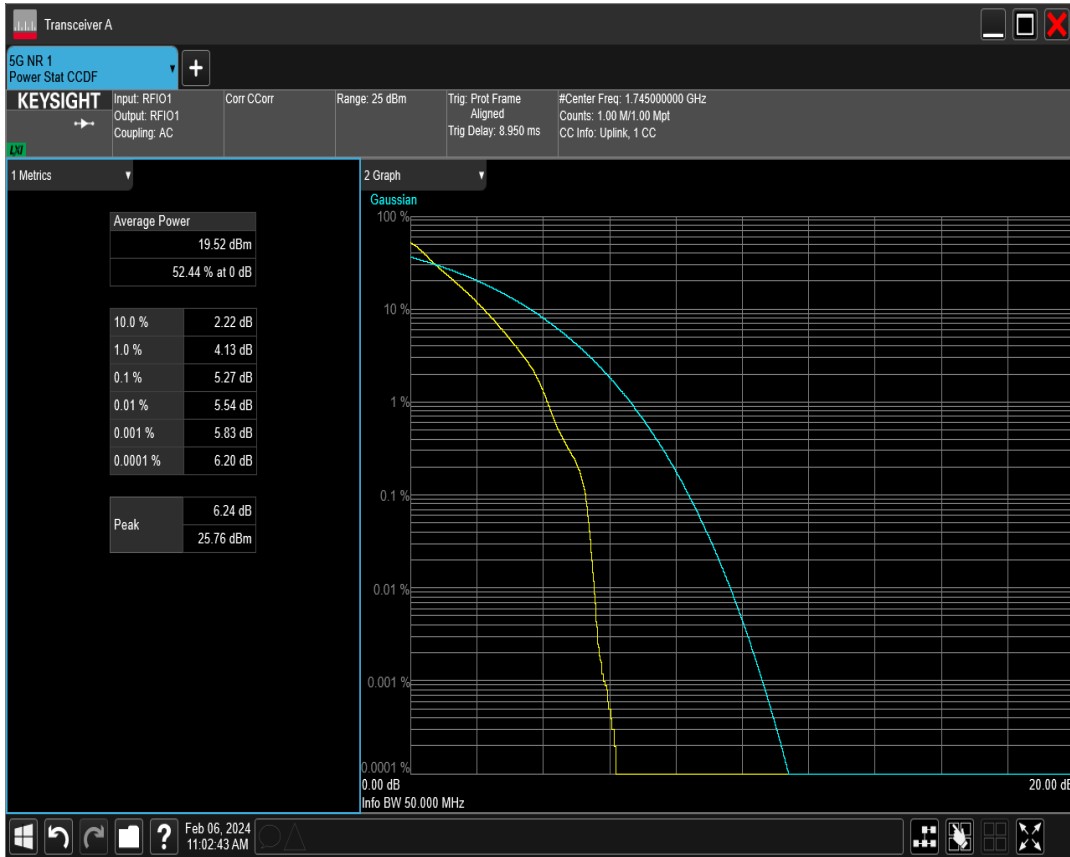 Transceiver A
5G NR 1
Power Stat CCDF
KEYSIGHT
LXI
Input: RFIO1
Output: RFIO1
Coupling: AC
Corr CCorr
Range: 25 dBm
Trig: Prot Frame
Aligned
Trig Delay: 8.950 ms
#Center Freq: 1.745000000 GHz
Counts: 1.00 M/1.00 Mpt
CC Info: Uplink, 1 CC
1 Metrics
Average Power
19.52 dBm
52.44 % at 0 dB
10.0 % 2.22 dB
1.0 % 4.13 dB
0.1 % 5.27 dB
0.01 % 5.54 dB
0.001 % 5.83 dB
0.0001 % 6.20 dB
Peak
6.24 dB
25.76 dBm
2 Graph
Gaussian
100 %
10 %
1 %
0.1 %
0.01 %
0.001 %
0.0001 %
0.00 dB 20.00 dB
Info BW 50.000 MHz
? Feb 06, 2024
11:02:43 AM